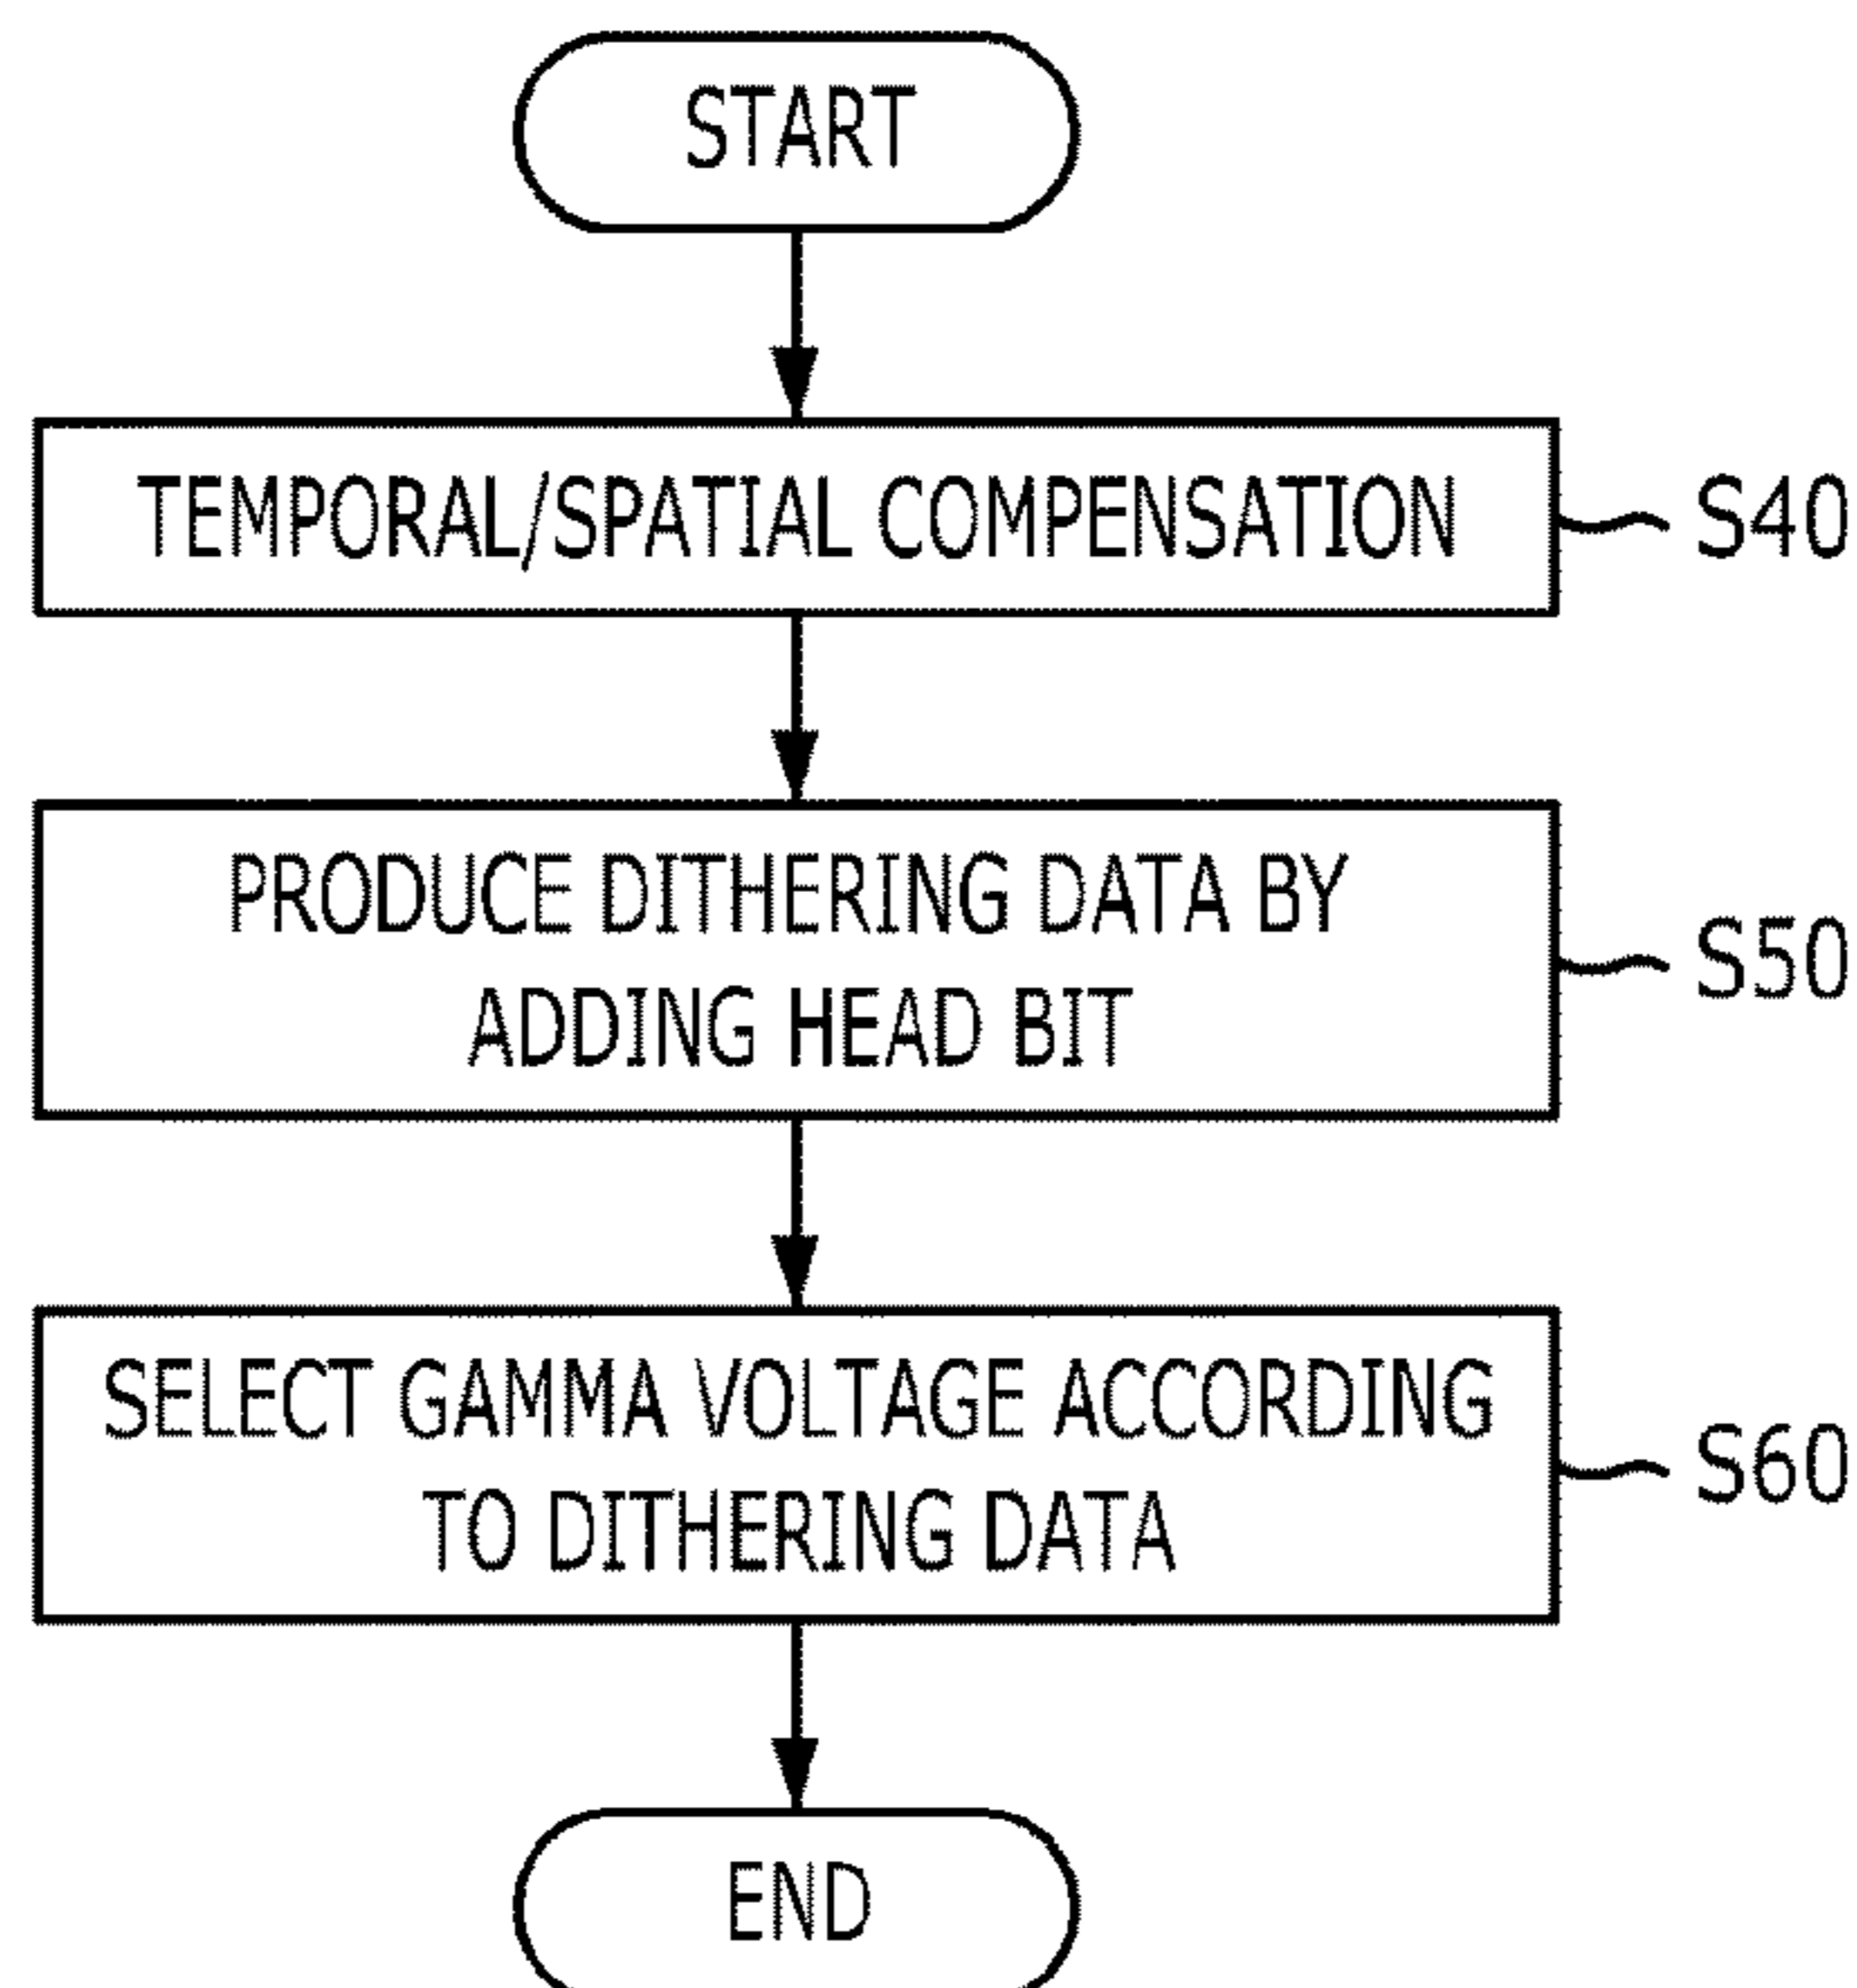 START
TEMPORAL/SPATIAL COMPENSATION
S40
PRODUCE DITHERING DATA BY
ADDING HEAD BIT
S50
SELECT GAMMA VOLTAGE ACCORDING
TO DITHERING DATA
S60
END